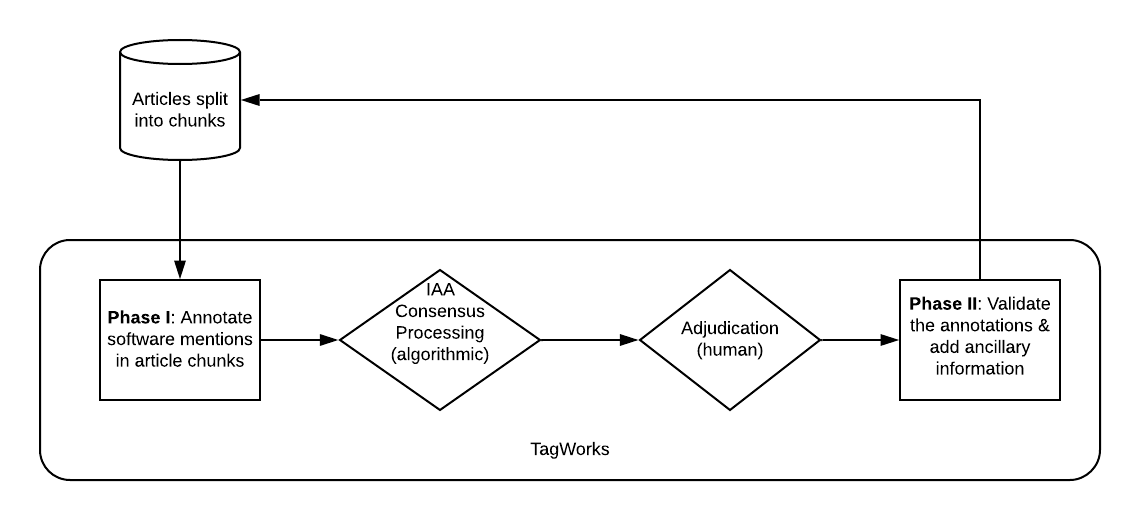 Articles split
into chunks
Phase I: Annotate
software mentions
in article chunks
IAA
Consensus
Processing
(algorithmic)
Adjudication
(human)
Phase II: Validate
the annotations &
add ancillary
information
TagWorks